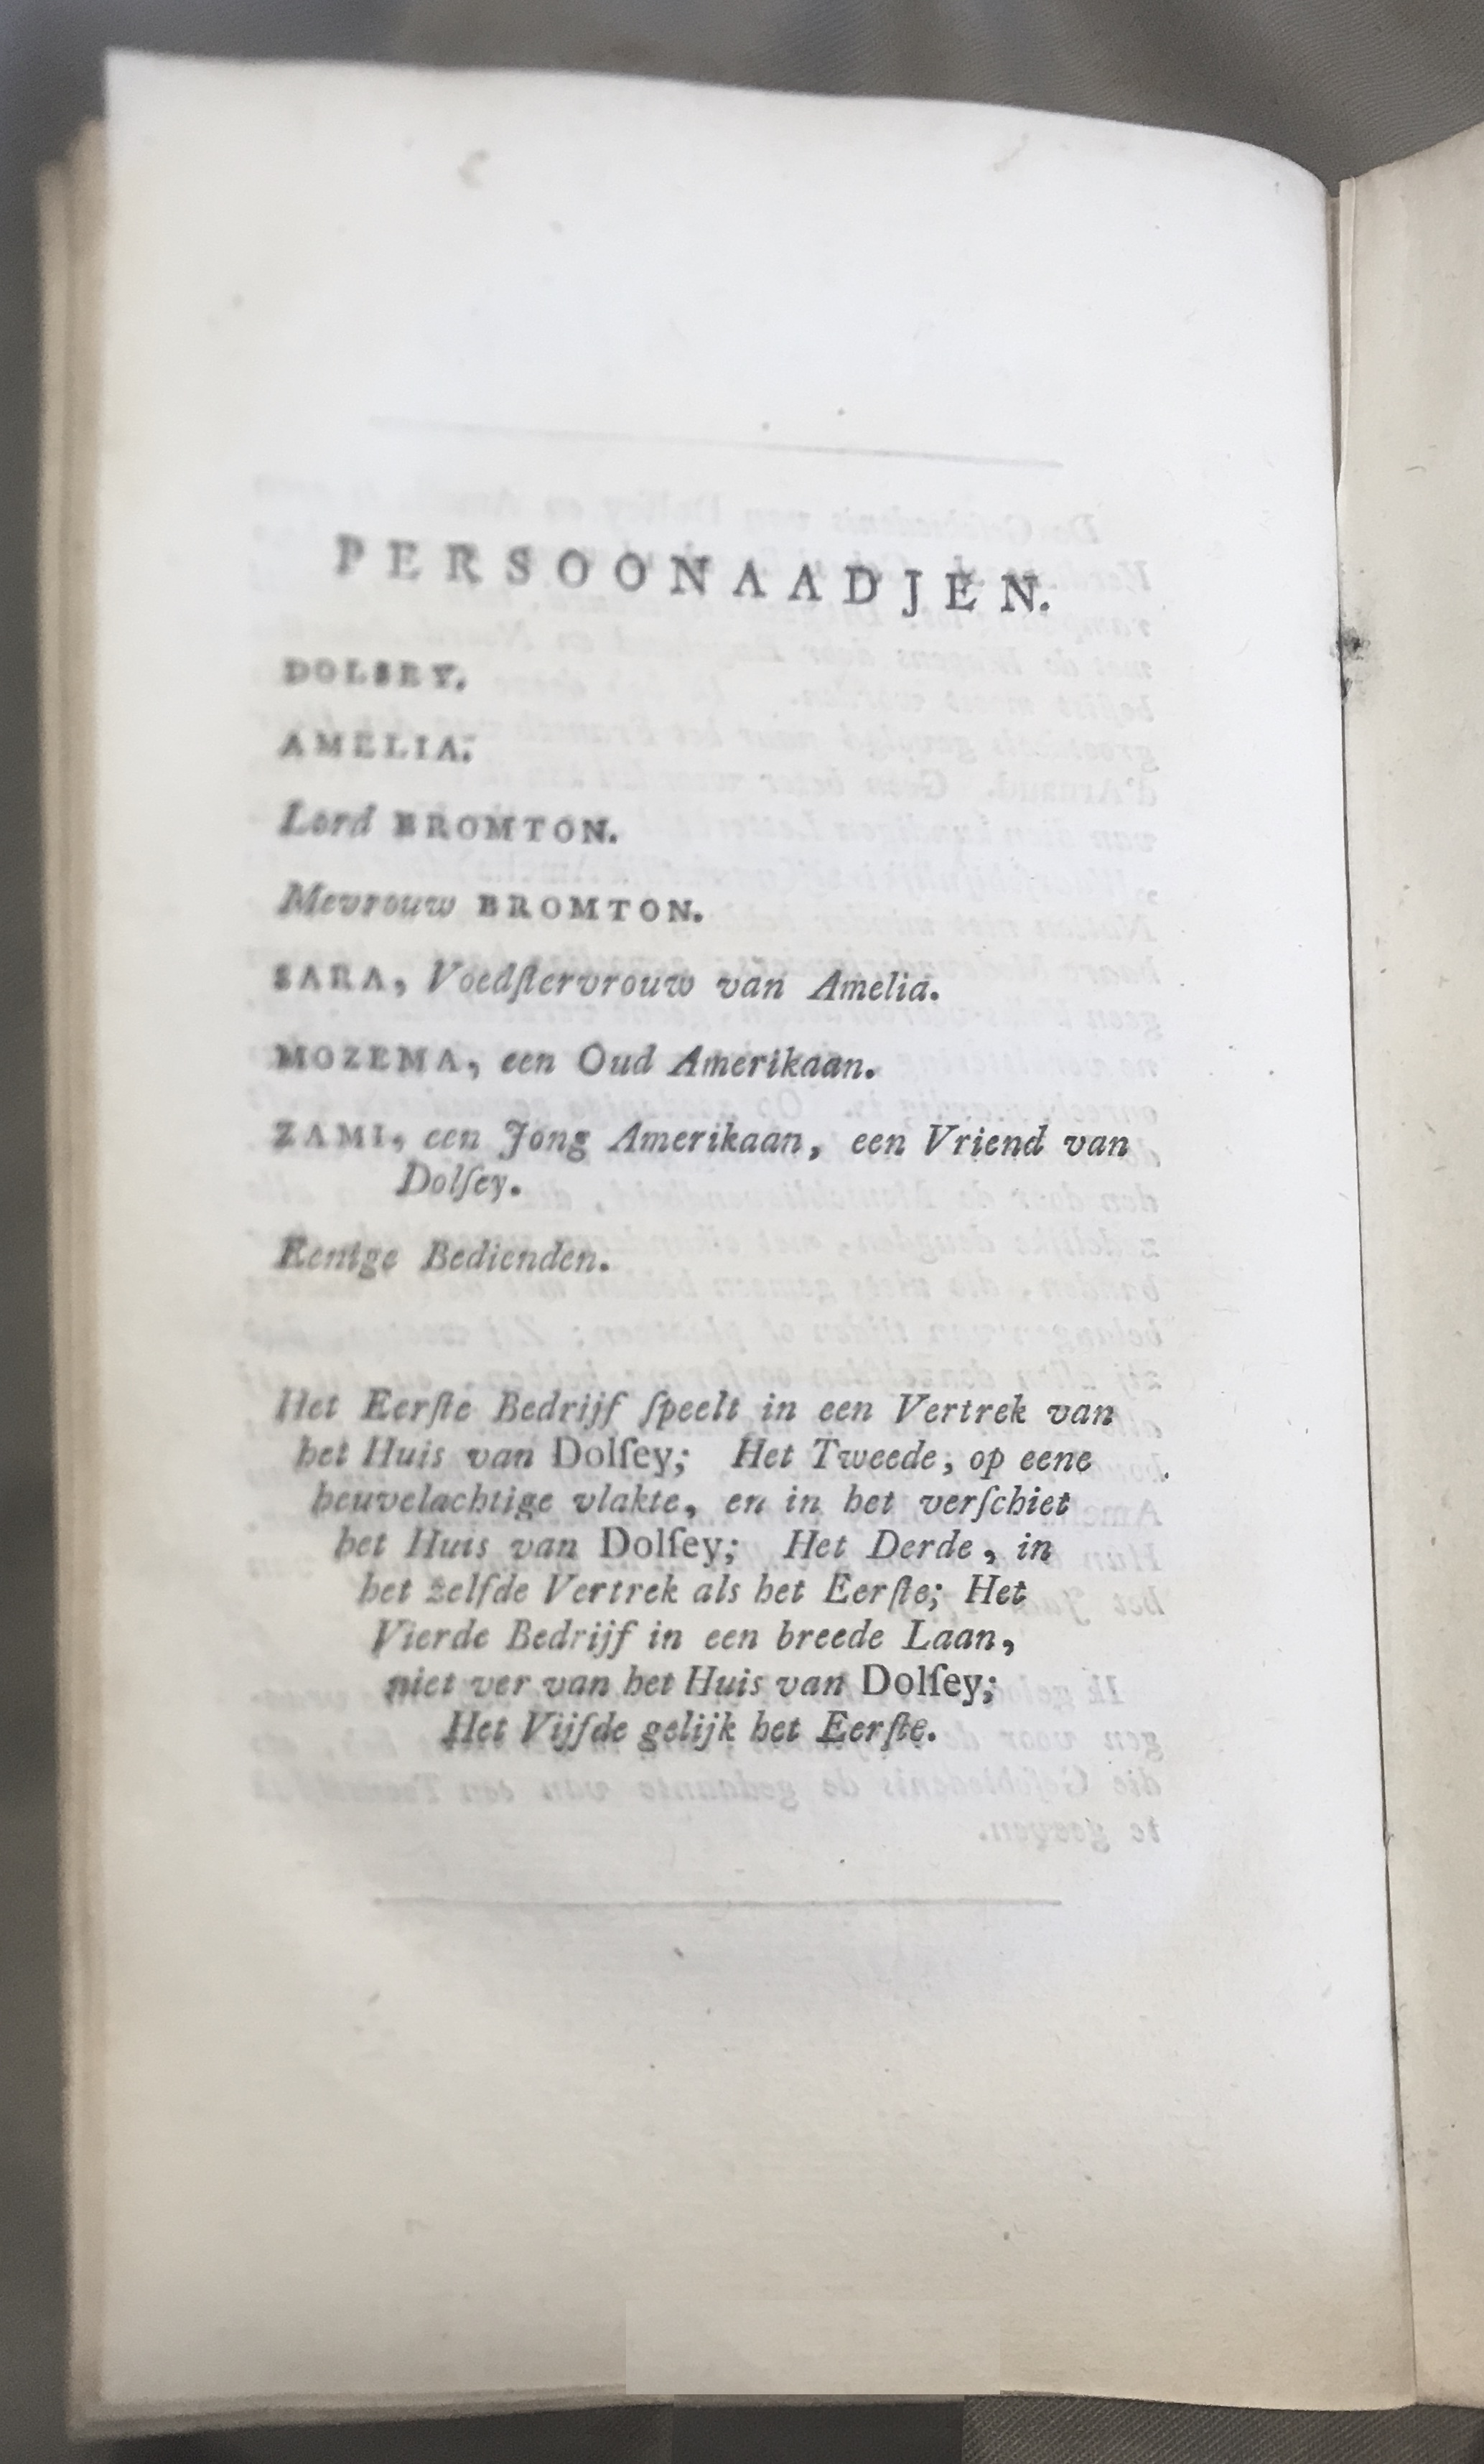 PERSOONAADJEN.
DOLSEY.
AMELIA.
Lord BROMTON.
Mevrouw BROMTON.
SARA, Voedſtervrouw van Amelia.
MOZEMA, een Oud Amerikaan.
ZAMI, een Jong Amerikaan, een Vriend van
Dolſey.
Eenige Bedienden.
Het Eerſte Bedrijf ſpeelt in een Vertrek van
het Huis van Dolſey; Het Tweede, op eene
heuvelachtige vlakte, en in het verſchiet
het Huis van Dolſey; Het Derde, in
het zelfde Vertrek als het Eerſte; Het
Vierde Bedrijf in een breede Laan,
niet ver van het Huis van Dolſey;
Het Vijfde gelijk het Eerſte.